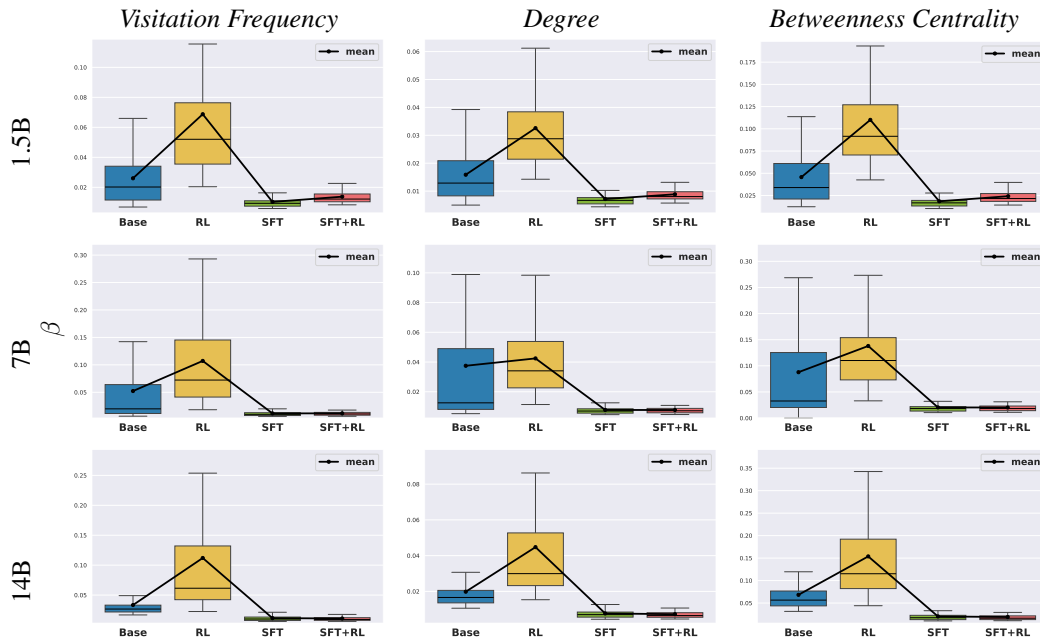 Visitation Frequency
Degree
Betweenness Centrality
1.5B
mean
0.10
0.08
0.06
0.04
0.02
Base RL SFT SFT+RL
mean
0.06
0.05
0.04
0.03
0.02
0.01
Base RL SFT SFT+RL
mean
0.175
0.150
0.125
0.100
0.075
0.050
0.025
Base RL SFT SFT+RL
7B
β
mean
0.30
0.25
0.20
0.15
0.10
0.05
Base RL SFT SFT+RL
mean
0.10
0.08
0.06
0.04
0.02
Base RL SFT SFT+RL
mean
0.30
0.25
0.20
0.15
0.10
0.05
0.00
Base RL SFT SFT+RL
14B
mean
0.25
0.20
0.15
0.10
0.05
Base RL SFT SFT+RL
mean
0.08
0.06
0.04
0.02
Base RL SFT SFT+RL
mean
0.35
0.30
0.25
0.20
0.15
0.10
0.05
Base RL SFT SFT+RL